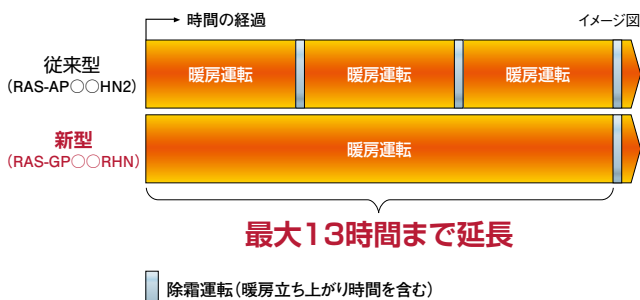 時間の経過
イメージ図
従来型
(RAS-AP○○HN2)
暖房運転 暖房運転 暖房運転
新型
(RAS-GP○○RHN)
暖房運転
最大13時間まで延長
除霜運転(暖房立ち上がり時間を含む)